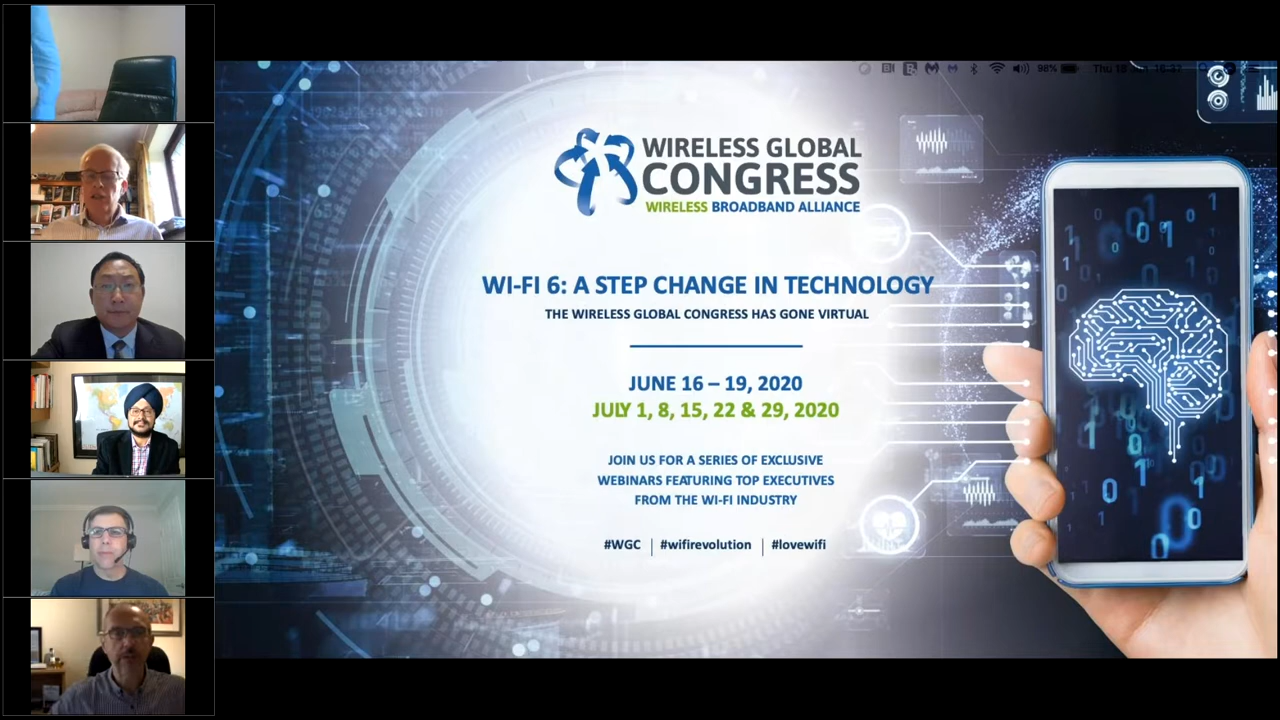 98%
WIRELESS GLOBAL
CONGRESS
WIRELESS BROADBAND ALLIANCE
WI-FI 6: A STEP CHANGE IN TECHNOLOGY
THE WIRELESS GLOBAL CONGRESS HAS GONE VIRTUAL
JUNE 16 – 19, 2020
JULY 1, 8, 15, 22 & 29, 2020
JOIN US FOR A SERIES OF EXCLUSIVE
WEBINARS FEATURING TOP EXECUTIVES
FROM THE WI-FI INDUSTRY
#WGC | #wifirevolution | #lovewifi